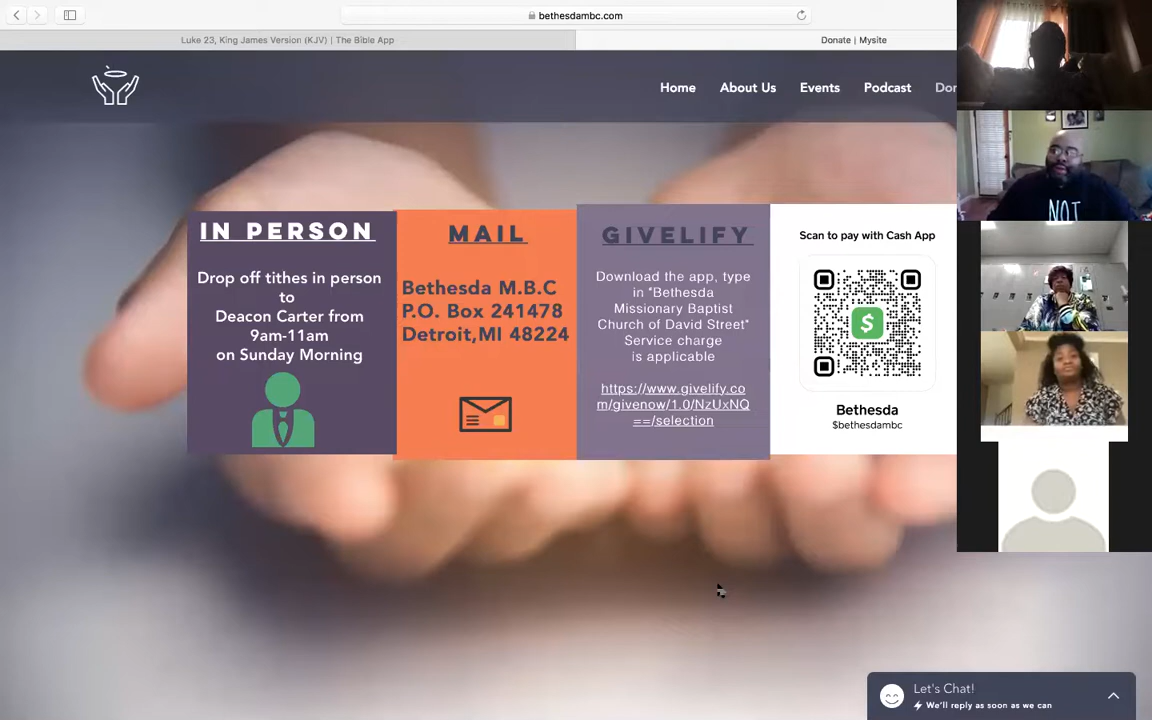 bethesdambc.com
Luke 23, King James Version (KJV) | The Bible App
Donate | Mysite
Home
About Us
Events
Podcast
IN PERSON
Drop off tithes in person
to
Deacon Carter from
9am-11am
on Sunday Morning
MAIL
Bethesda M.B.C
P.O. Box 241478
Detroit,MI 48224
GIVELIFY
Download the app, type
in "Bethesda
Missionary Baptist
Church of David Street"
Service charge
is applicable
https://www.givelify.co
m/givenow/1.0/NzUxNQ
==/selection
Scan to pay with Cash App
$
Bethesda
$bethesdambc
NOT
Let's Chat!
We'll reply as soon as we can